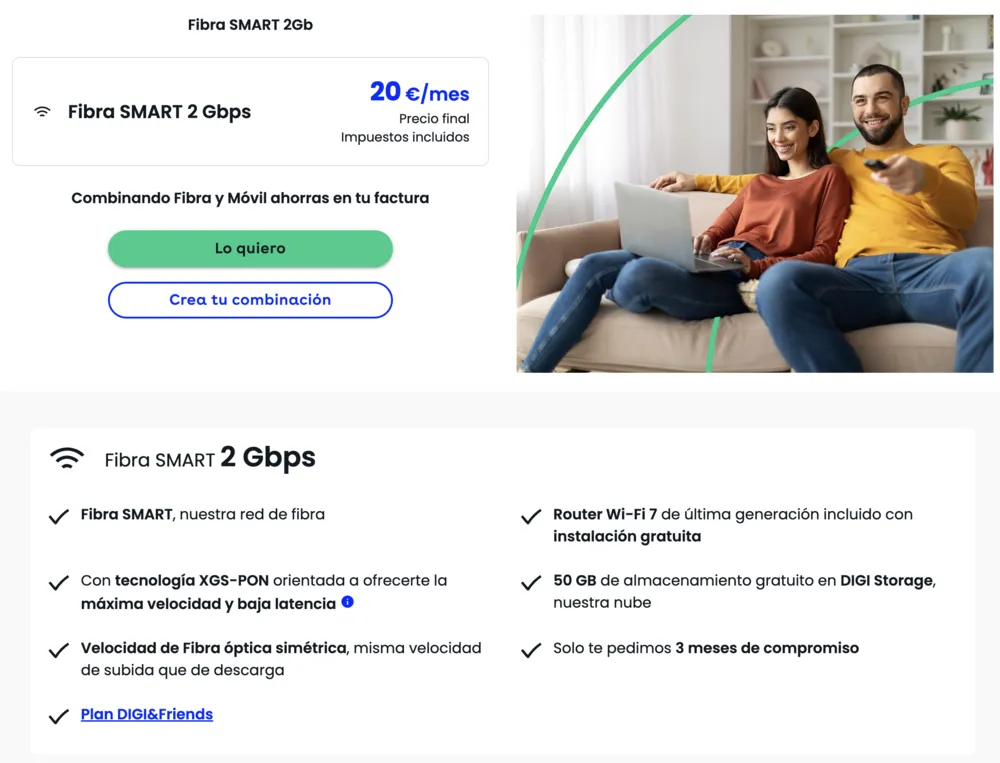 Fibra SMART 2Gb
Fibra SMART 2 Gbps
20 €/mes
Precio final
Impuestos incluidos
Combinando Fibra y Móvil ahorras en tu factura
Lo quiero
Crea tu combinación
Fibra SMART 2 Gbps
Fibra SMART, nuestra red de fibra
Router Wi-Fi 7 de última generación incluido con
instalación gratuita
Con tecnología XGS-PON orientada a ofrecerte la
máxima velocidad y baja latencia
50 GB de almacenamiento gratuito en DIGI Storage,
nuestra nube
Velocidad de Fibra óptica simétrica, misma velocidad
de subida que de descarga
Solo te pedimos 3 meses de compromiso
Plan DIGI&Friends